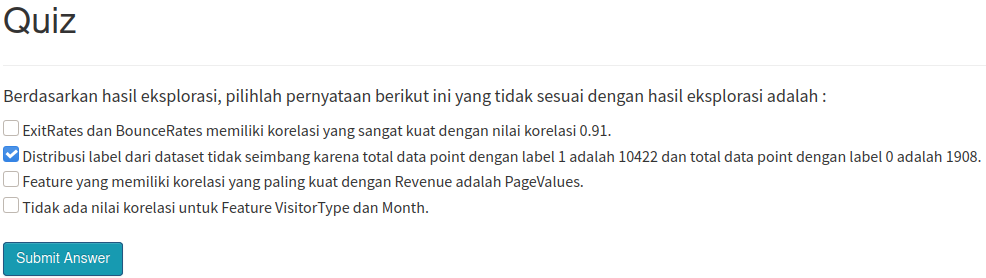 Quiz
Berdasarkan hasil eksplorasi, pilihlah pernyataan berikut ini yang tidak sesuai dengan hasil eksplorasi adalah :
ExitRates dan BounceRates memiliki korelasi yang sangat kuat dengan nilai korelasi 0.91.
Distribusi label dari dataset tidak seimbang karena total data point dengan label 1 adalah 10422 dan total data point dengan label 0 adalah 1908.
Feature yang memiliki korelasi yang paling kuat dengan Revenue adalah PageValues.
Tidak ada nilai korelasi untuk Feature VisitorType dan Month.
Submit Answer